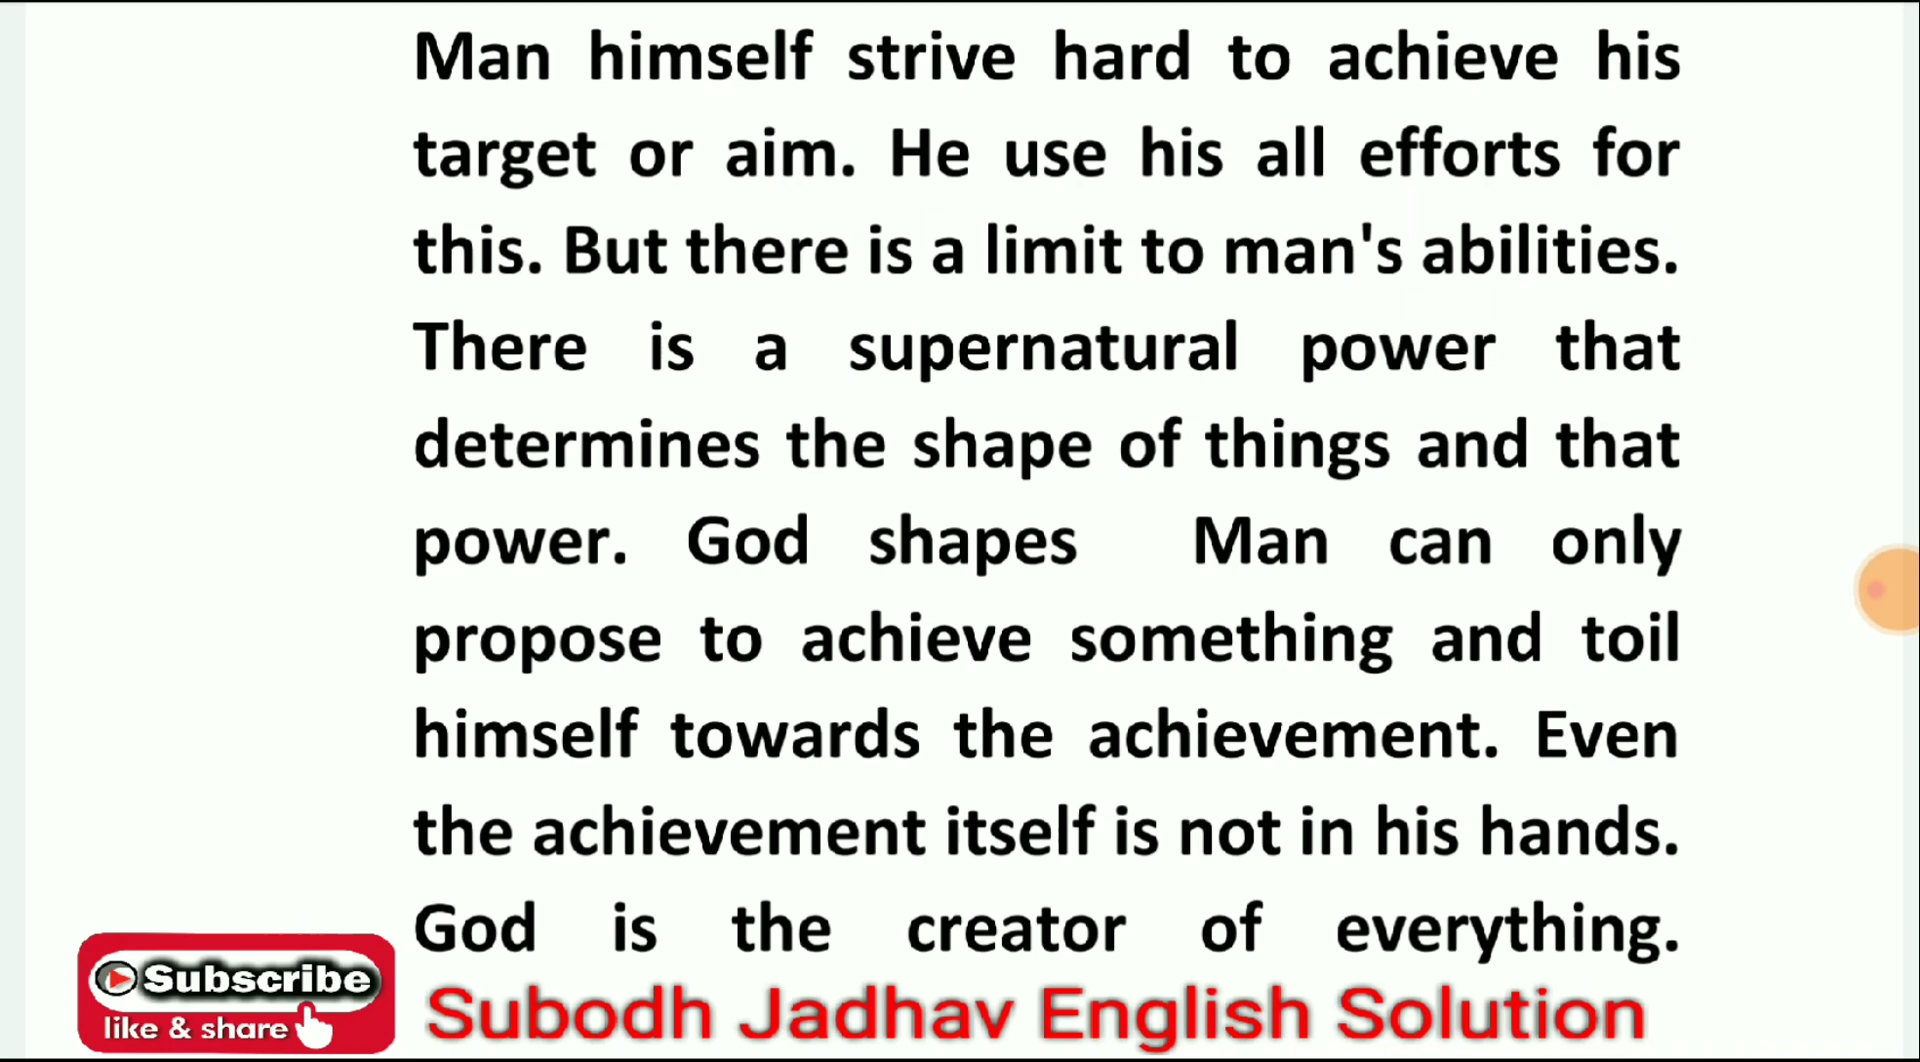 Man himself strive hard to achieve his
target or aim. He use his all efforts for
this. But there is a limit to man's abilities.
There is a supernatural power that
determines the shape of things and that
power. God shapes Man can only
propose to achieve something and toil
himself towards the achievement. Even
the achievement itself is not in his hands.
God is the creator of everything.
Subscribe
like & share
Subodh Jadhav English Solution